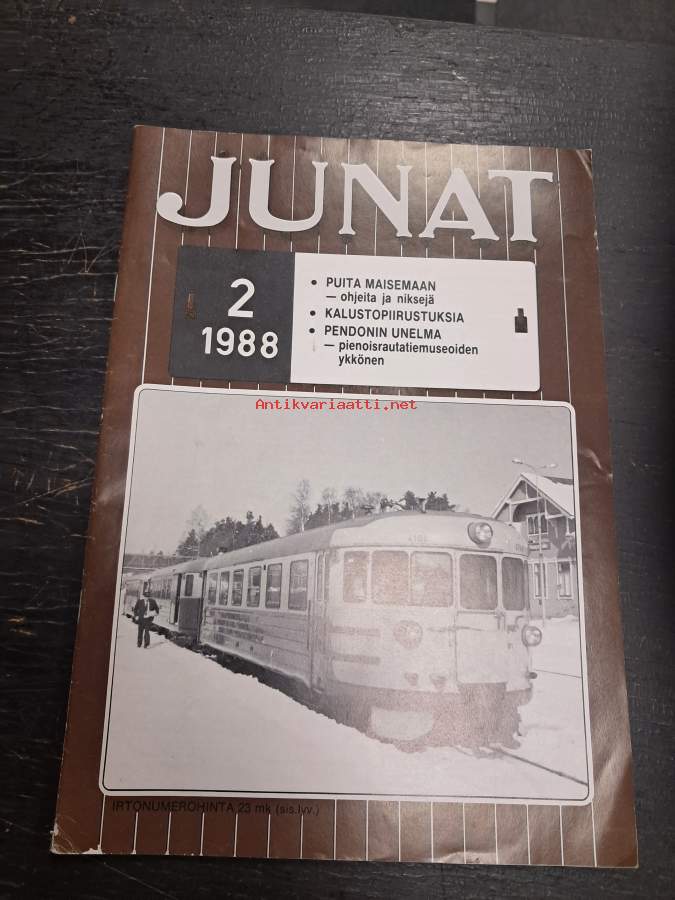 JUNAT
2
1988
• PUITA MAISEMAAN
— ohjeita ja niksejä
• KALUSTOPIIRUSTUKSIA
• PENDONIN UNELMA
— pienoisrautatiemuseoiden
ykkönen
Antikvariaatti.net
IRTONUMEROHINTA 23 mk (sis.lvv.)